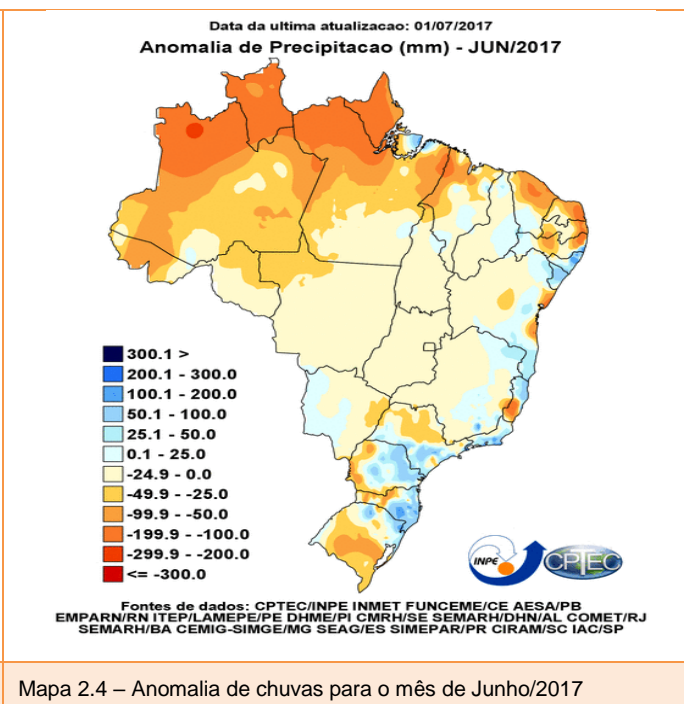 Data da ultima atualizacao: 01/07/2017
Anomalia de Precipitacao (mm) - JUN/2017
300.1 >
200.1 - 300.0
100.1 - 200.0
50.1 - 100.0
25.1 - 50.0
0.1 - 25.0
-24.9 - 0.0
-49.9 - -25.0
-99.9 - -50.0
-199.9 - -100.0
-299.9 - -200.0
<= -300.0
INPE
CPTEC
Fontes de dados: CPTEC/INPE INMET FUNCEME/CE AESA/PB
EMPARN/RN ITEP/LAMEPE/PE DHME/PI CMRH/SE SEMARH/DHN/AL COMET/RJ
SEMARH/BA CEMIG-SIMGE/MG SEAG/ES SIMEPAR/PR CIRAM/SC IAC/SP
Mapa 2.4 – Anomalia de chuvas para o mês de Junho/2017